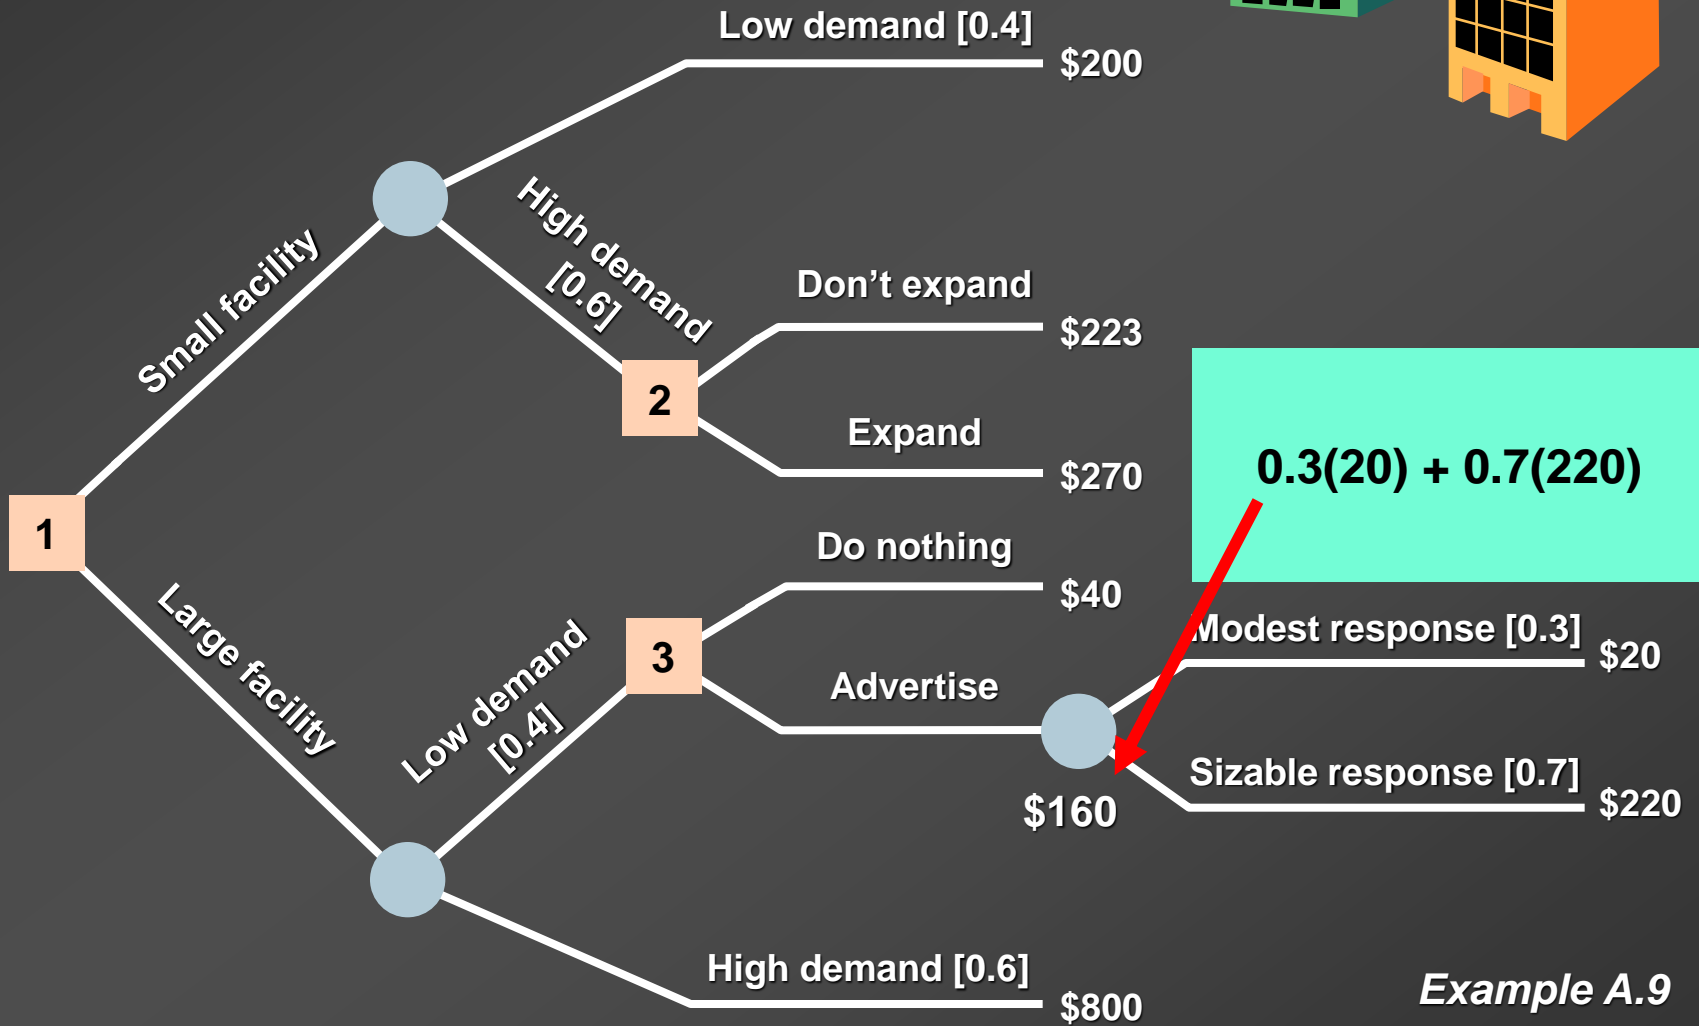 Low demand [0.4]
$200
Small facility
High demand
[0.6]
Don’t expand
$223
2
Expand
$270
0.3(20) + 0.7(220)
1
Do nothing
$40
Large facility
Low demand
[0.4]
3
Modest response [0.3]
$20
Advertise
Sizable response [0.7]
$220
$160
High demand [0.6]
$800
Example A.9